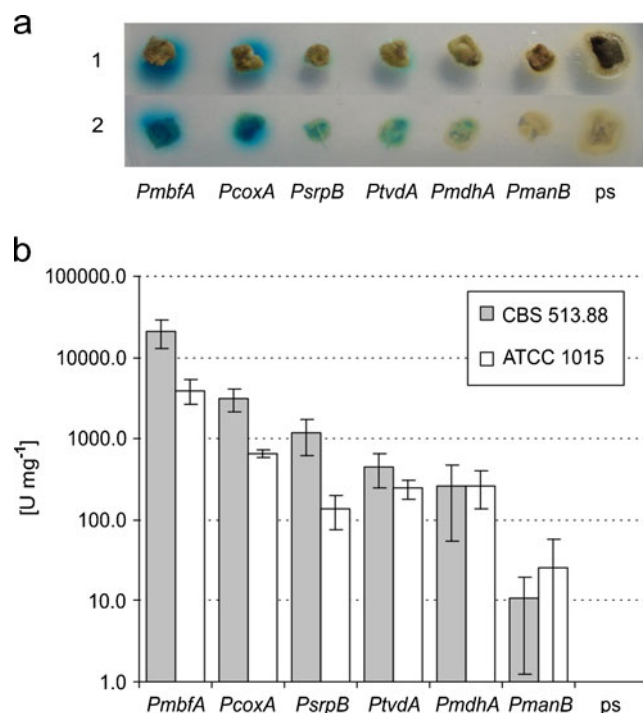 a
1
2
PmbfA PcoxA PsrpB PtvdA PmdhA PmanB ps
b
100000.0
10000.0
1000.0
100.0
10.0
1.0
[U mg-1]
CBS 513.88
ATCC 1015
PmbfA PcoxA PsrpB PtvdA PmdhA PmanB ps